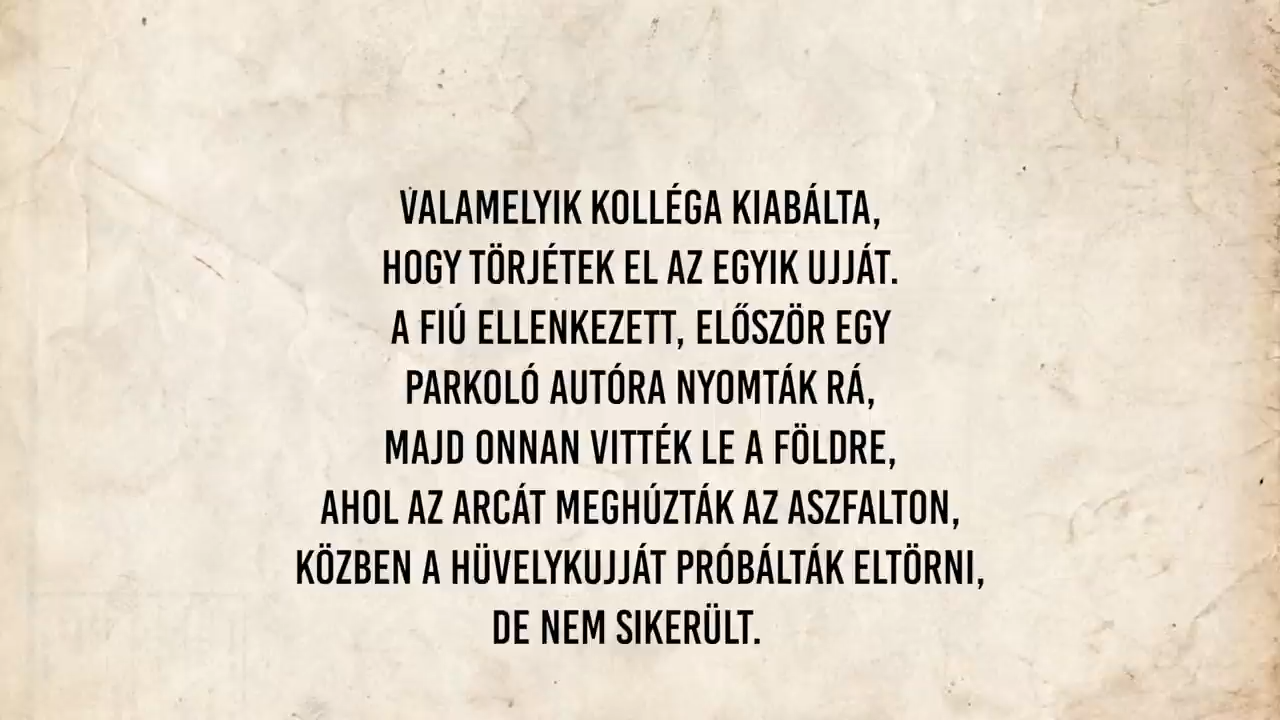 VALAMELYIK KOLLÉGA KIABÁLTA,
HOGY TÖRJÉTEK EL AZ EGYIK UJJÁT.
A FIÚ ELLENKEZETT, ELŐSZÖR EGY
PARKOLÓ AUTÓRA NYOMTÁK RÁ,
MAJD ONNAN VITTÉK LE A FÖLDRE,
AHOL AZ ARCÁT MEGHÚZTÁK AZ ASZFALTON,
KÖZBEN A HÜVELYKUJJÁT PRÓBÁLTÁK ELTÖRNI,
DE NEM SIKERÜLT.